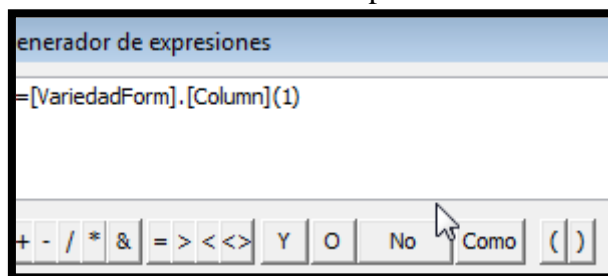 enerador de expresiones
=[VariedadForm].[Column](1)
+ - / * & = > < <> Y O No Como ( )